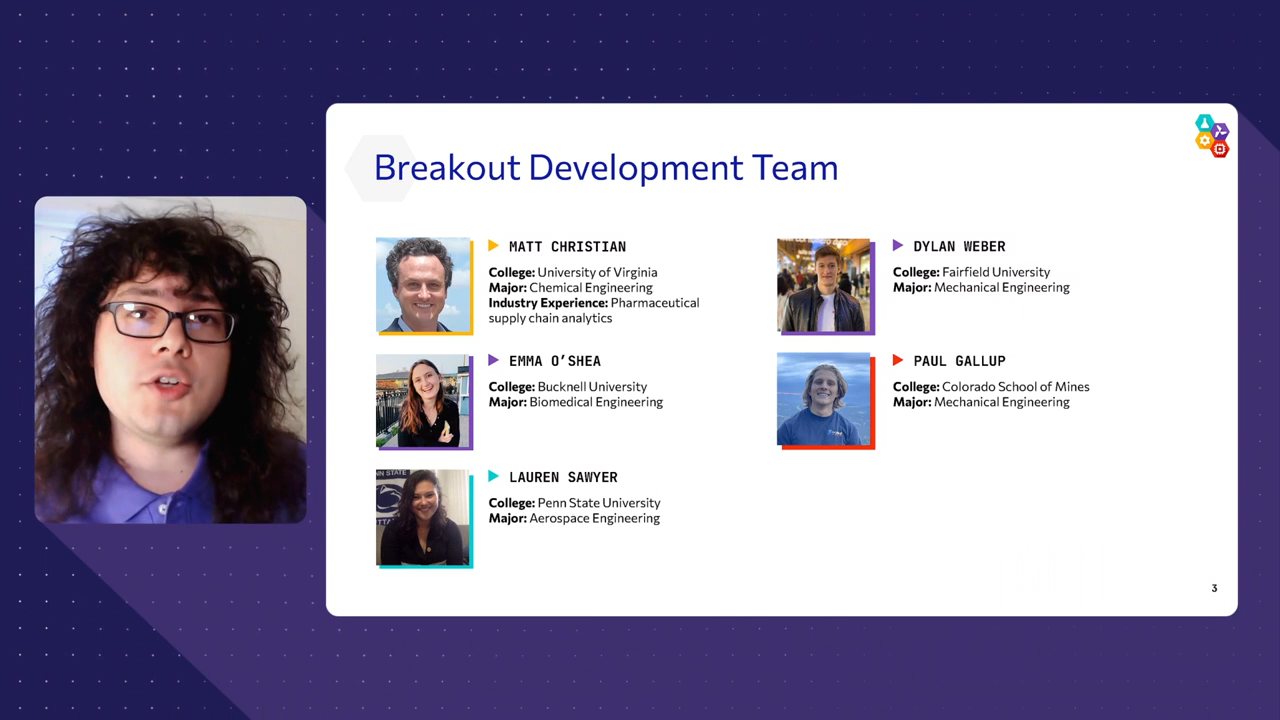 Breakout Development Team
MATT CHRISTIAN
College: University of Virginia
Major: Chemical Engineering
Industry Experience: Pharmaceutical
supply chain analytics
EMMA O’SHEA
College: Bucknell University
Major: Biomedical Engineering
LAUREN SAWYER
College: Penn State University
Major: Aerospace Engineering
DYLAN WEBER
College: Fairfield University
Major: Mechanical Engineering
PAUL GALLUP
College: Colorado School of Mines
Major: Mechanical Engineering
3